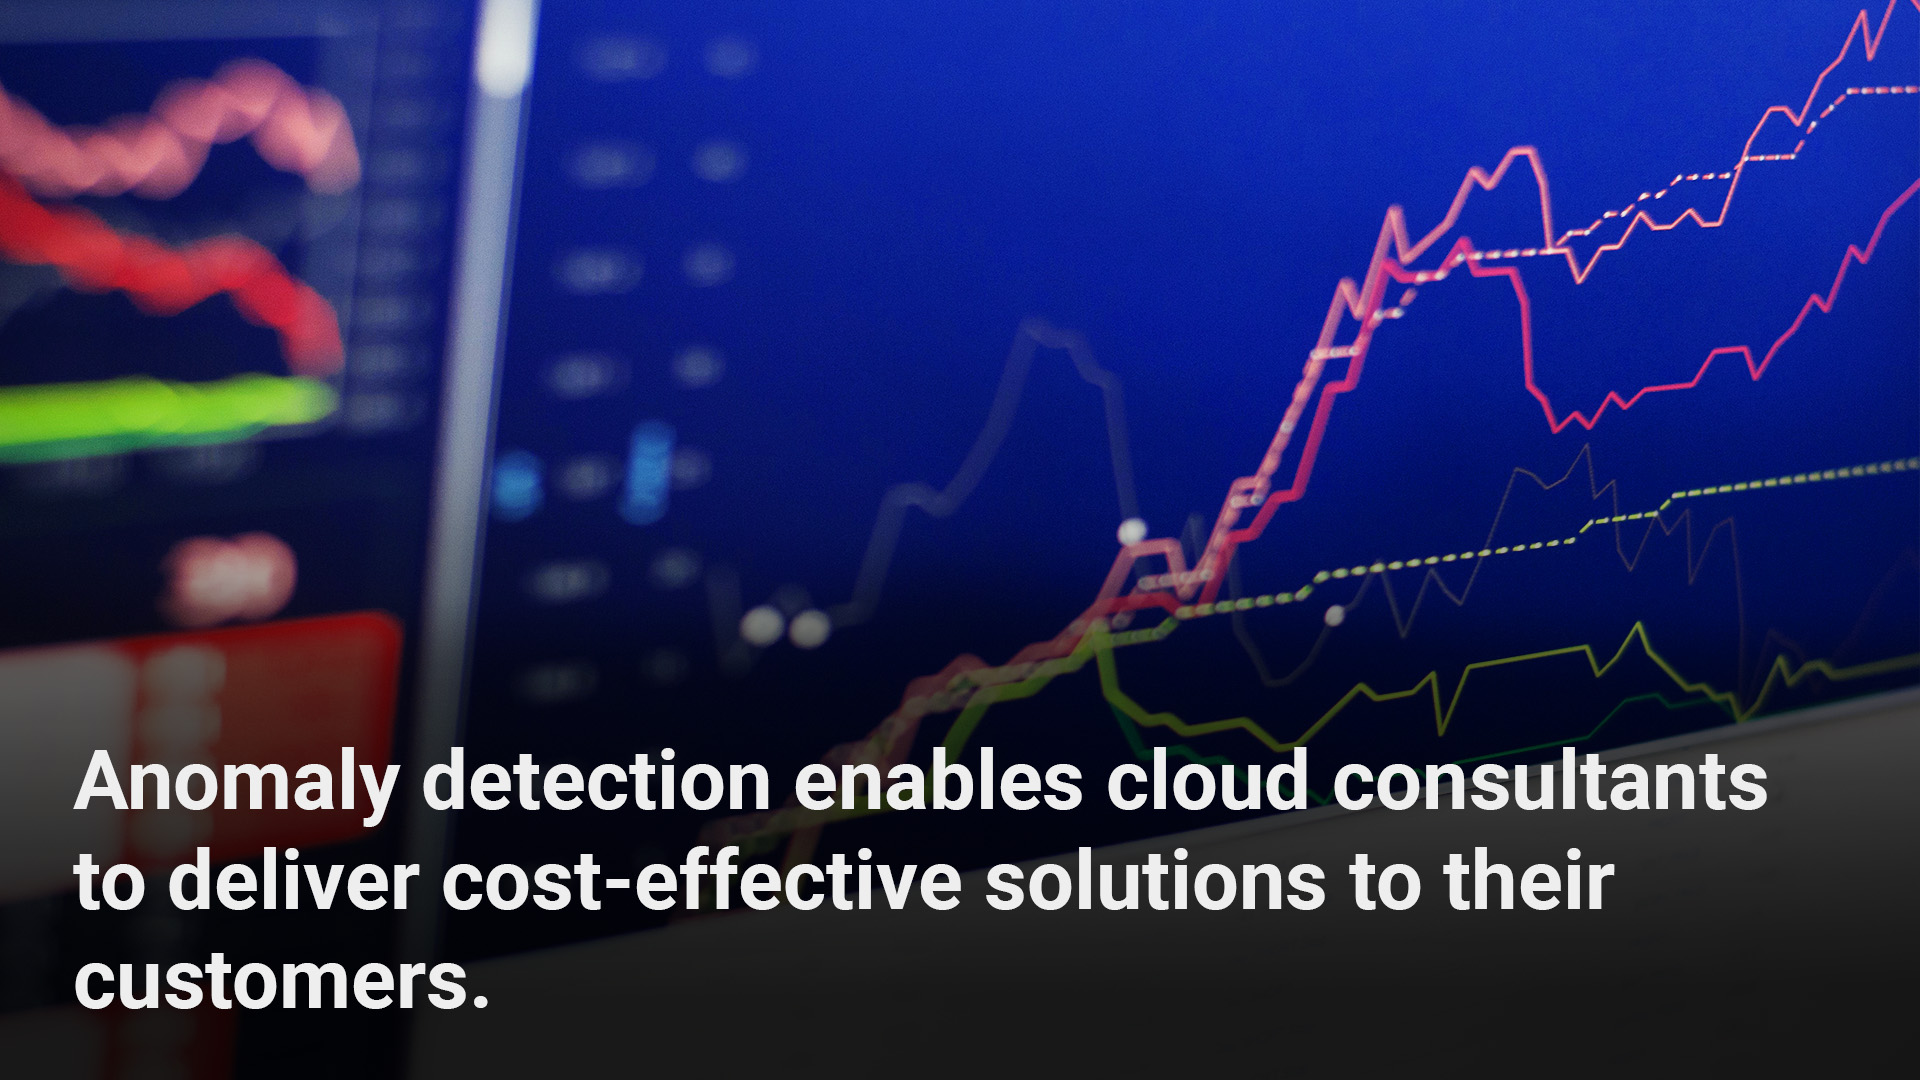 Anomaly detection enables cloud consultants
to deliver cost-effective solutions to their
customers.